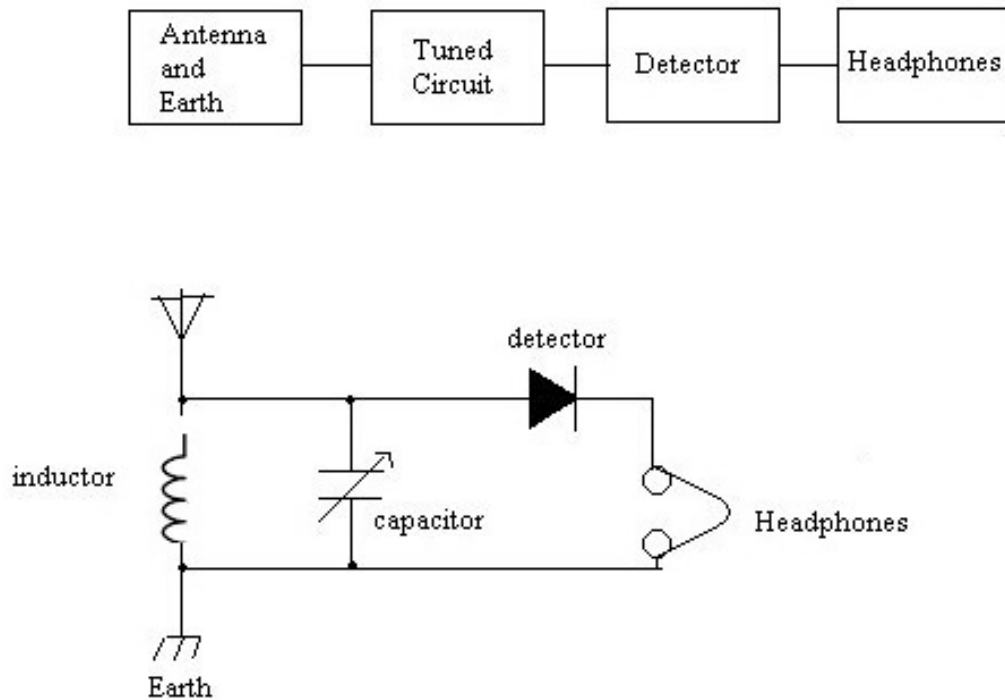 Antenna
and
Earth
Tuned
Circuit
Detector
Headphones
detector
inductor
capacitor
Headphones
Earth